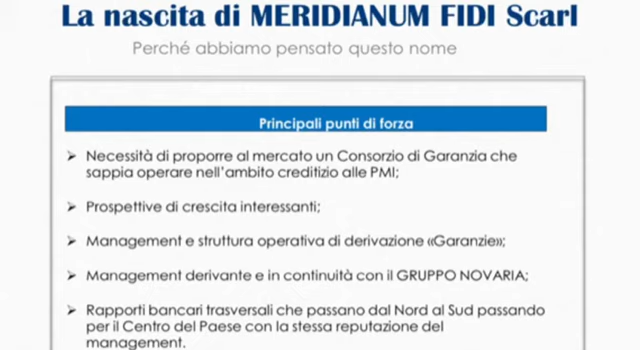 La nascita di MERIDIANUM FIDI Scarl
Perché abbiamo pensato questo nome
Principali punti di forza
➢ Necessità di proporre al mercato un Consorzio di Garanzia che
sappia operare nell'ambito creditizio alle PMI;
➢ Prospettive di crescita interessanti;
➢ Management e struttura operativa di derivazione «Garanzie»;
➢ Management derivante e in continuità con il GRUPPO NOVARIA;
➢ Rapporti bancari trasversali che passano dal Nord al Sud passando
per il Centro del Paese con la stessa reputazione del
management.